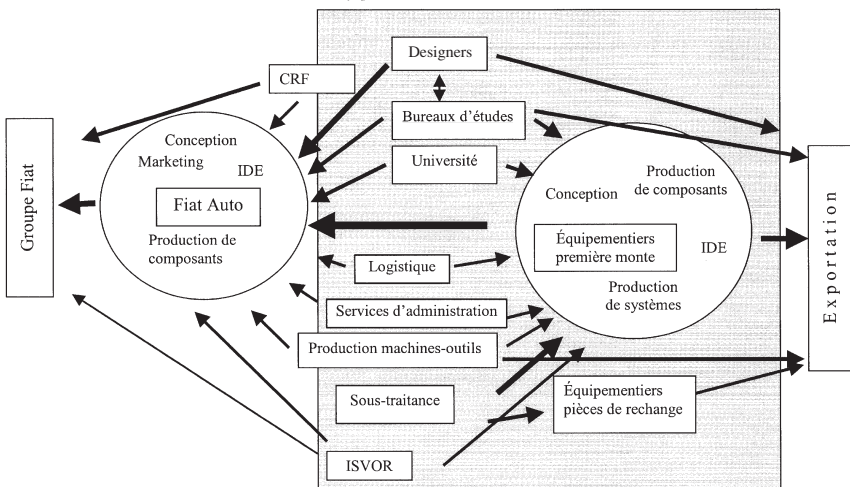 Designers
CRF
Bureaux d'études
Conception
Marketing
IDE
Université
Production
de composants
Conception
Groupe Fiat
Fiat Auto
Équipementiers
première monte
IDE
Production de
composants
Logistique
Production
de systèmes
Exportation
Services d'administration
Production machines-outils
Sous-traitance
Équipementiers
pièces de rechange
ISVOR